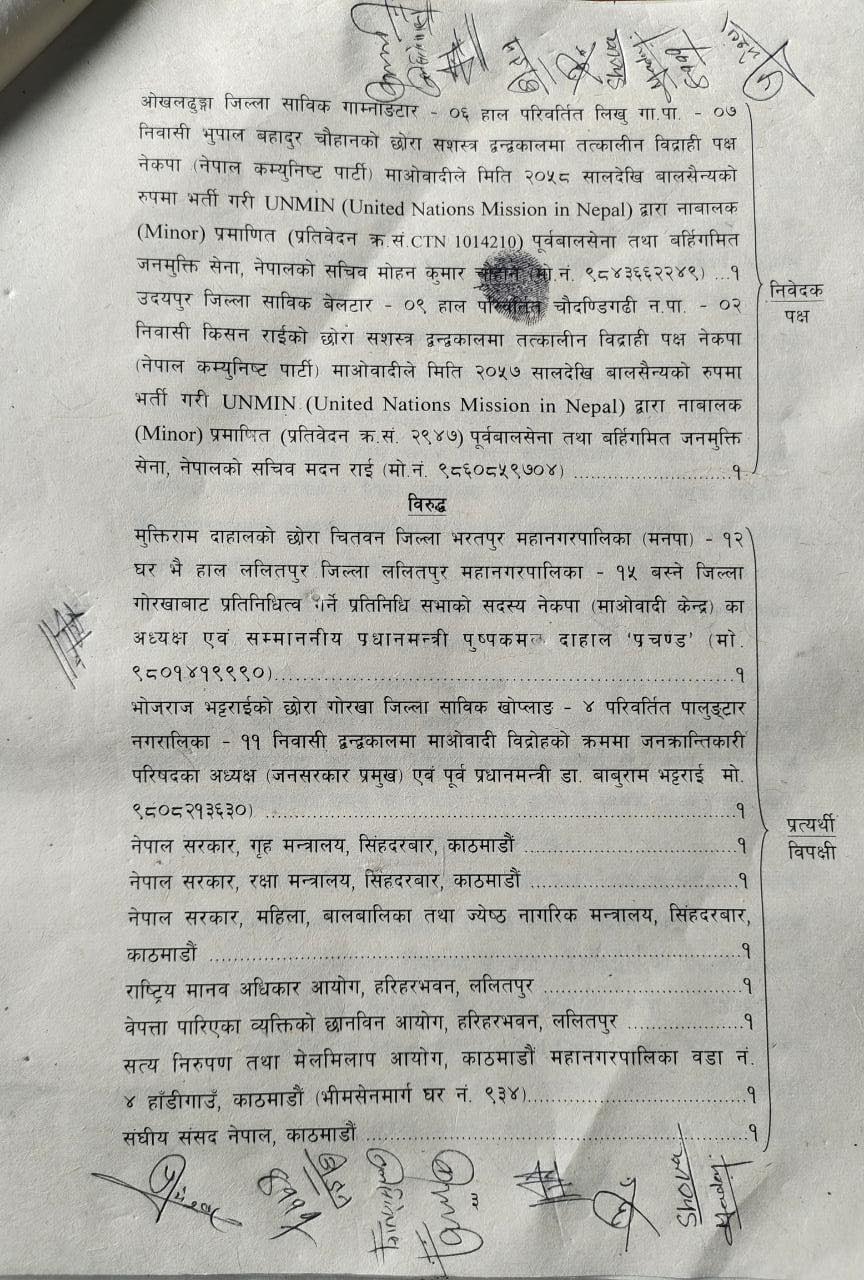 ओखलढुङ्गा जिल्ला साविक गाम्नाङटार - ०६ हाल परिवर्तित लिखु गा.पा. - ०७
निवासी भुपाल बहादुर चौहानको छोरा सशस्त्र द्वन्द्वकालमा तत्कालीन विद्राही पक्ष
नेकपा (नेपाल कम्युनिष्ट पार्टी) माओवादीले मिति २०५८ सालदेखि बालसैन्यको
रुपमा भर्ती गरी UNMIN (United Nations Mission in Nepal) द्वारा नाबालक
(Minor) प्रमाणित (प्रतिवेदन क्र.सं.CTN 1014210) पूर्वबालसेना तथा बर्हिगमित
जनमुक्ति सेना, नेपालको सचिव मोहन कुमार चौहान (मो.नं. ९८४३६६२२४९) ...१
उदयपुर जिल्ला साविक बेलटार - ०९ हाल परिवर्तित चौदण्डिगढी न.पा. - ०२
निवासी किसन राईको छोरा सशस्त्र द्वन्द्वकालमा तत्कालीन विद्राही पक्ष नेकपा
(नेपाल कम्युनिष्ट पार्टी) माओवादीले मिति २०५७ सालदेखि बालसैन्यको रुपमा
भर्ती गरी UNMIN (United Nations Mission in Nepal) द्वारा नाबालक
(Minor) प्रमाणित (प्रतिवेदन क्र.सं. २९४७) पूर्वबालसेना तथा बर्हिगमित जनमुक्ति
सेना, नेपालको सचिव मदन राई (मो.नं. ९८६०८५९७०४) ........................१
निवेदक
पक्ष
विरुद्ध
मुक्तिराम दाहालको छोरा चितवन जिल्ला भरतपुर महानगरपालिका (मनपा) - १२
घर भै हाल ललितपुर जिल्ला ललितपुर महानगरपालिका - १५ बस्ने जिल्ला
गोरखाबाट प्रतिनिधित्व गर्ने प्रतिनिधि सभाको सदस्य नेकपा (माओवादी केन्द्र) का
अध्यक्ष एवं सम्माननीय प्रधानमन्त्री पुष्पकमल दाहाल ‘प्रचण्ड’ (मो.
९८०१४१९९९०)......................................................................१
भोजराज भट्टराईको छोरा गोरखा जिल्ला साविक खोप्लाङ - ४ परिवर्तित पालुङ्टार
नगरालिका - ११ निवासी द्वन्द्वकालमा माओवादी विद्रोहको क्रममा जनक्रान्तिकारी
परिषदका अध्यक्ष (जनसरकार प्रमुख) एवं पूर्व प्रधानमन्त्री डा. बाबुराम भट्टराई मो.
९८०८२१३६३०) ......................................................................१
नेपाल सरकार, गृह मन्त्रालय, सिंहदरबार, काठमाडौं ................................१
नेपाल सरकार, रक्षा मन्त्रालय, सिंहदरबार, काठमाडौं ...............................१
नेपाल सरकार, महिला, बालबालिका तथा ज्येष्ठ नागरिक मन्त्रालय, सिंहदरबार,
काठमाडौं ...........................................................................१
राष्ट्रिय मानव अधिकार आयोग, हरिहरभवन, ललितपुर .............................१
वेपत्ता पारिएका व्यक्तिको छानविन आयोग, हरिहरभवन, ललितपुर .................१
सत्य निरुपण तथा मेलमिलाप आयोग, काठमाडौं महानगरपालिका वडा नं.
४ हाँडीगाउँ, काठमाडौं (भीमसेनमार्ग घर नं. ९३४)................................१
संघीय संसद नेपाल, काठमाडौं .......................................................१
प्रत्यर्थी
विपक्षी